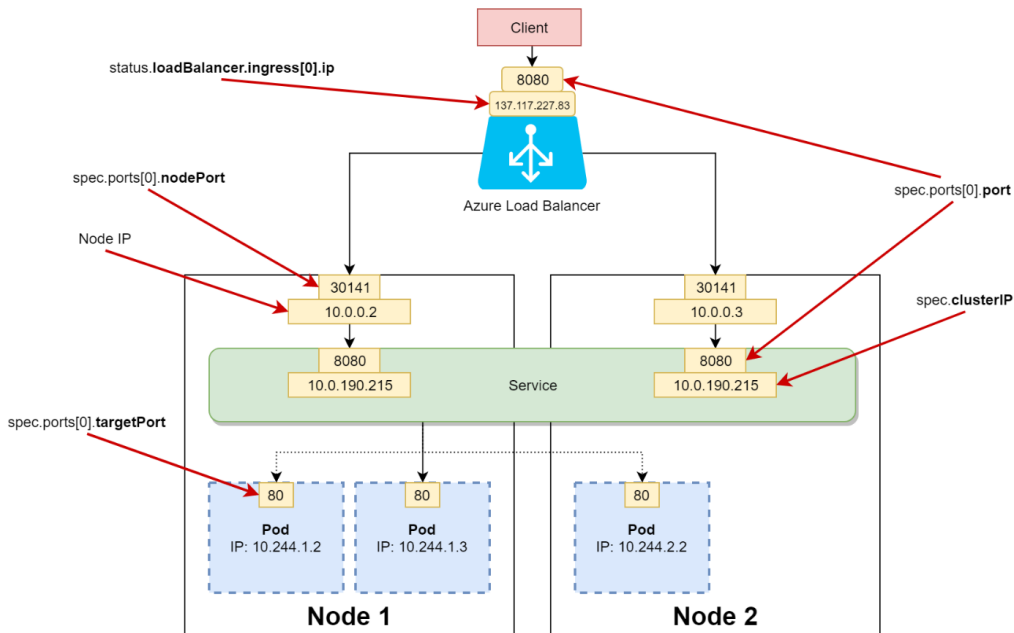 Client
status.loadBalancer.ingress[0].ip
8080
137.117.227.83
spec.ports[0].nodePort
spec.ports[0].port
Azure Load Balancer
Node IP
30141
10.0.0.2
30141
10.0.0.3
spec.clusterIP
8080
10.0.190.215
Service
8080
10.0.190.215
spec.ports[0].targetPort
80
Pod
IP: 10.244.1.2
80
Pod
IP: 10.244.1.3
80
Pod
IP: 10.244.2.2
Node 1
Node 2